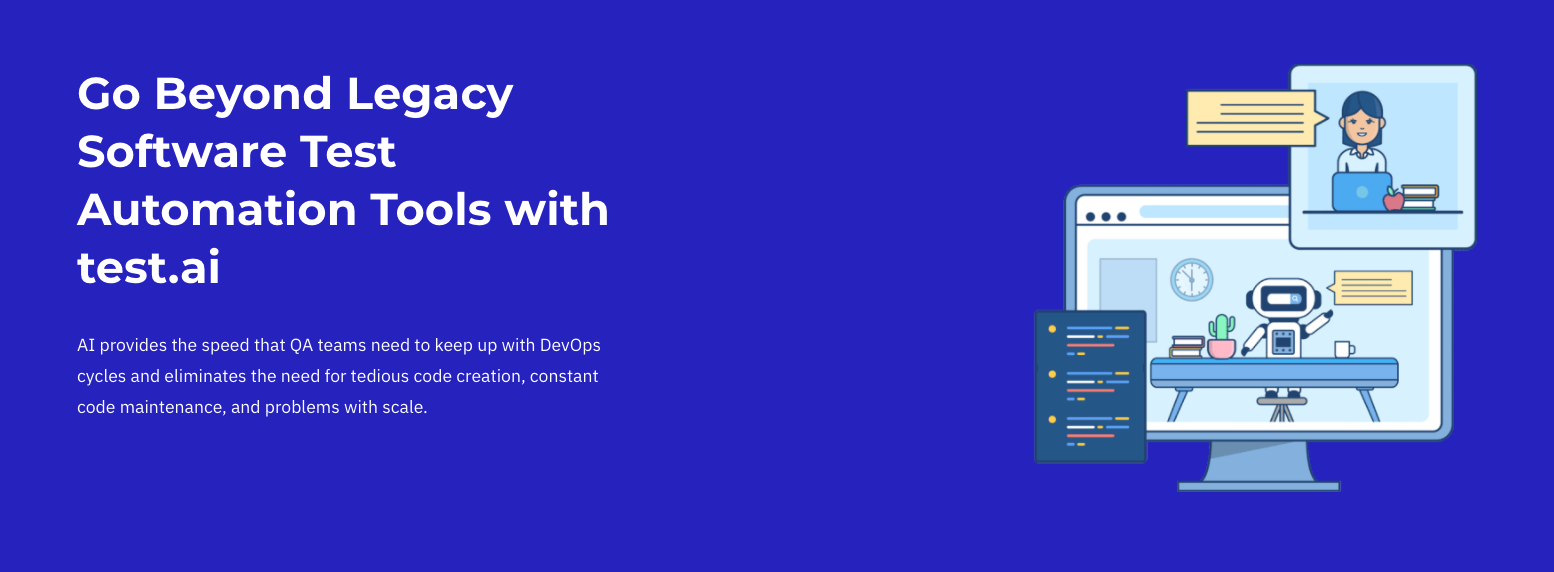 Go Beyond Legacy
Software Test
Automation Tools with
test.ai
AI provides the speed that QA teams need to keep up with DevOps
cycles and eliminates the need for tedious code creation, constant
code maintenance, and problems with scale.